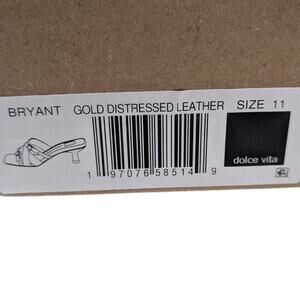 BRYANT GOLD DISTRESSED LEATHER SIZE 11
dolce vita
1 97076 58514 9